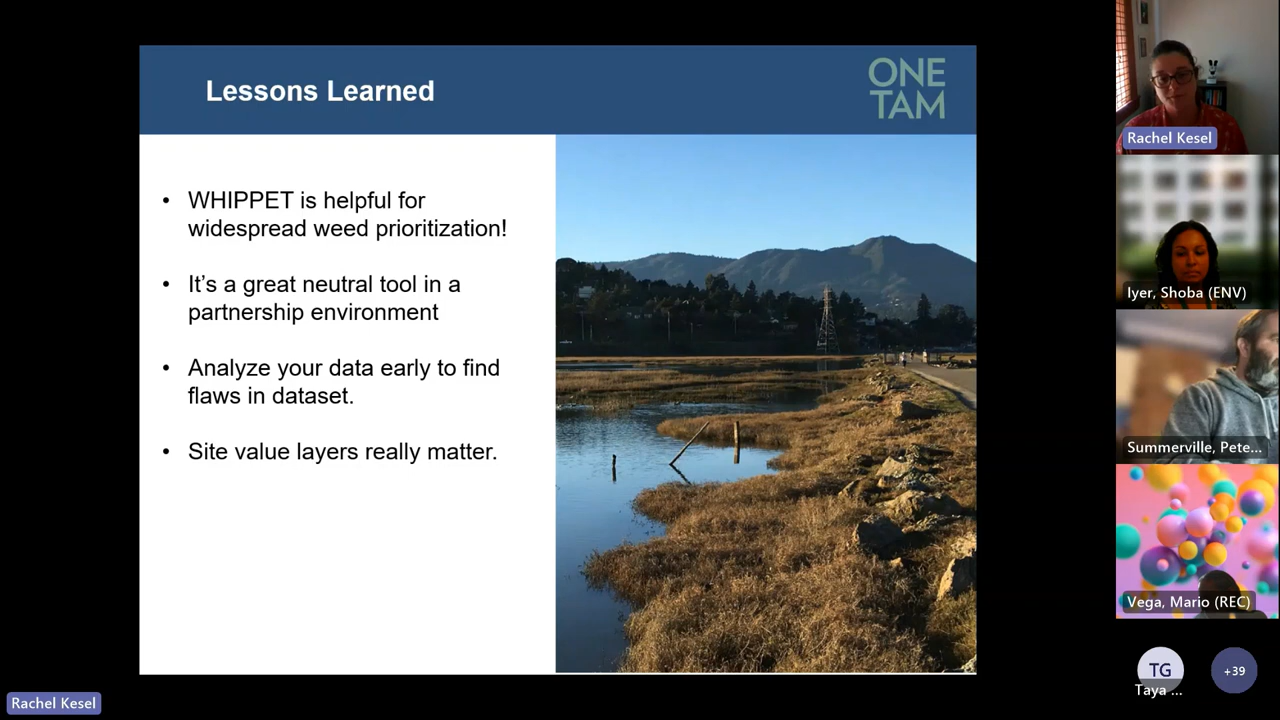 Lessons Learned
ONE
TAM
• WHIPPET is helpful for
widespread weed prioritization!
• It's a great neutral tool in a
partnership environment
• Analyze your data early to find
flaws in dataset.
• Site value layers really matter.
Rachel Kesel
Iyer, Shoba (ENV)
Summerville, Pete...
Vega, Mario (REC)
TG
Taya ...
+39
Rachel Kesel